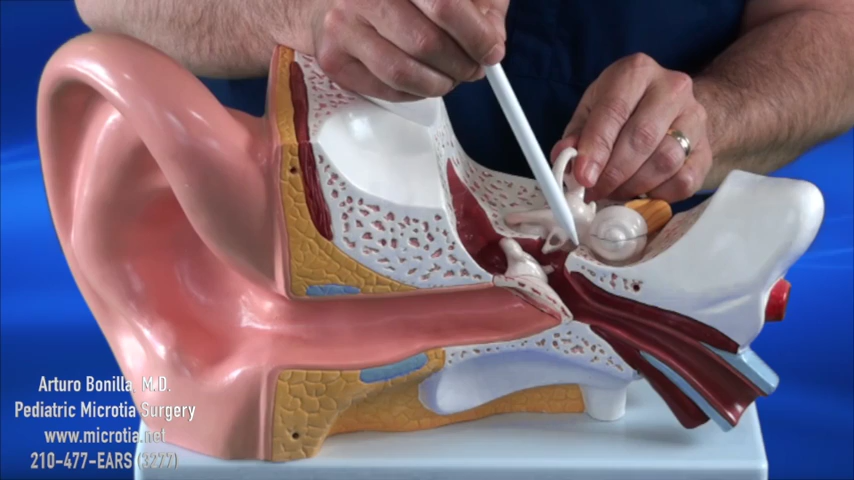 Arturo Bonilla, M.D.
Pediatric Microtia Surgery
www.microtia.net
210-477-EARS (3277)